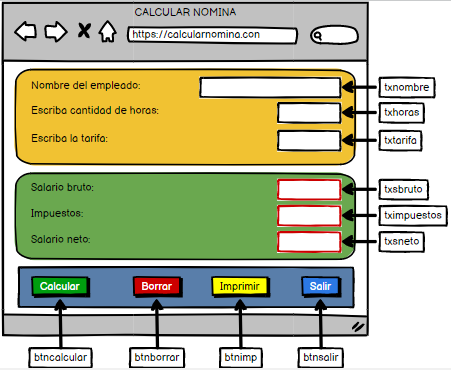 CALCULAR NOMINA
https://calcularnomina.con
Nombre del empleado:
txnombre
Escriba cantidad de horas:
txhoras
Escriba la tarifa:
txtarifa
Salario bruto:
txsbruto
Impuestos:
tximpuestos
Salario neto:
txsneto
Calcular Borrar Imprimir Salir
btncalcular btnborrar btnimp btnsalir